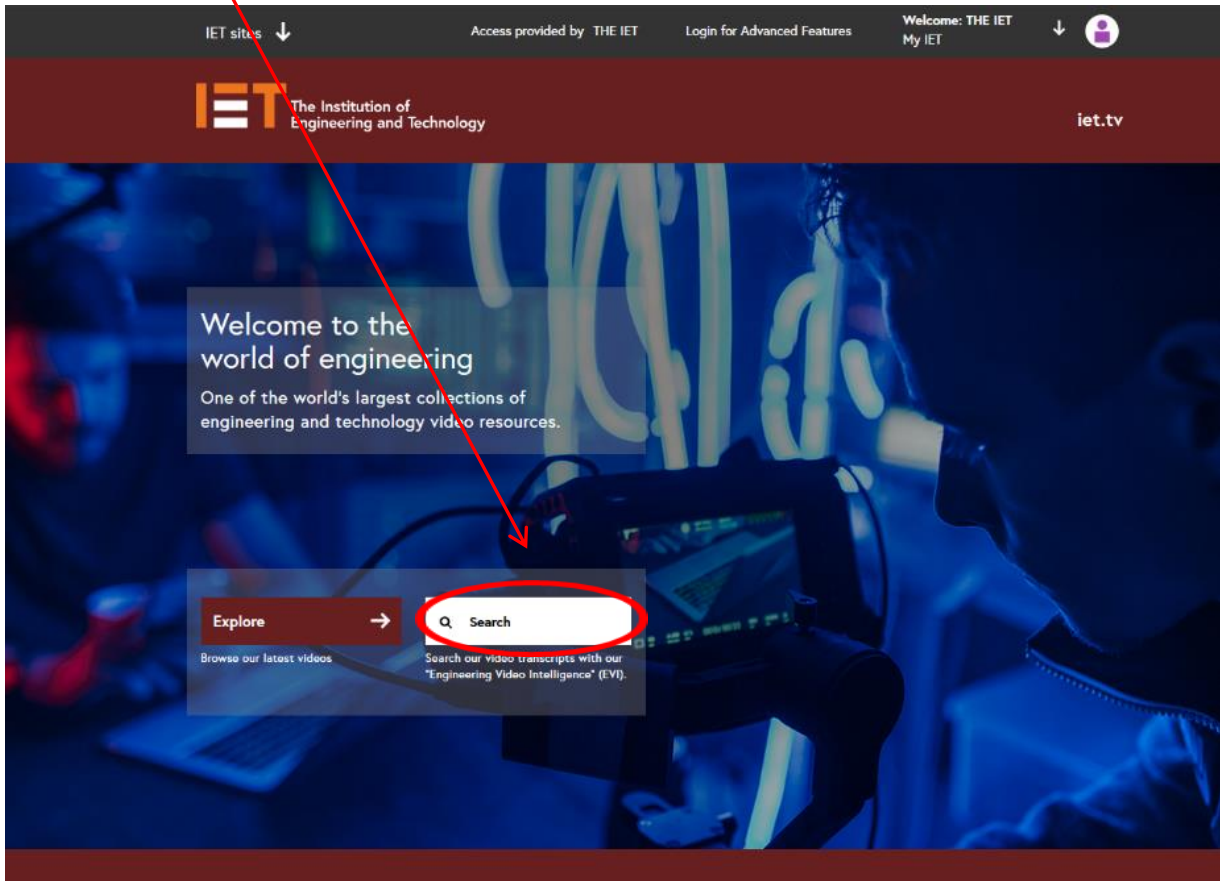 IET sites
Access provided by THE IET
Login for Advanced Features
Welcome: THE IET
My IET
IET
The Institution of
Engineering and Technology
iet.tv
Welcome to the
world of engineering
One of the world's largest collections of
engineering and technology video resources.
Explore
Browse our latest videos
Search
Search our video transcripts with our
"Engineering Video Intelligence" (EVI).